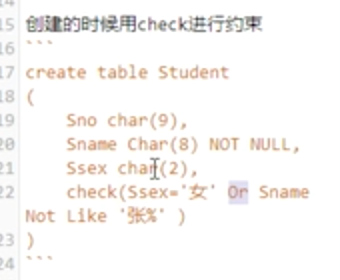 15 创建的时候用check进行约束
16 ```
17 create table Student
18 (
19 Sno char(9),
20 Sname Char(8) NOT NULL,
21 Ssex char(2),
22 check(Ssex='女' Or Sname
Not Like '张%' )
23 )
24 ```